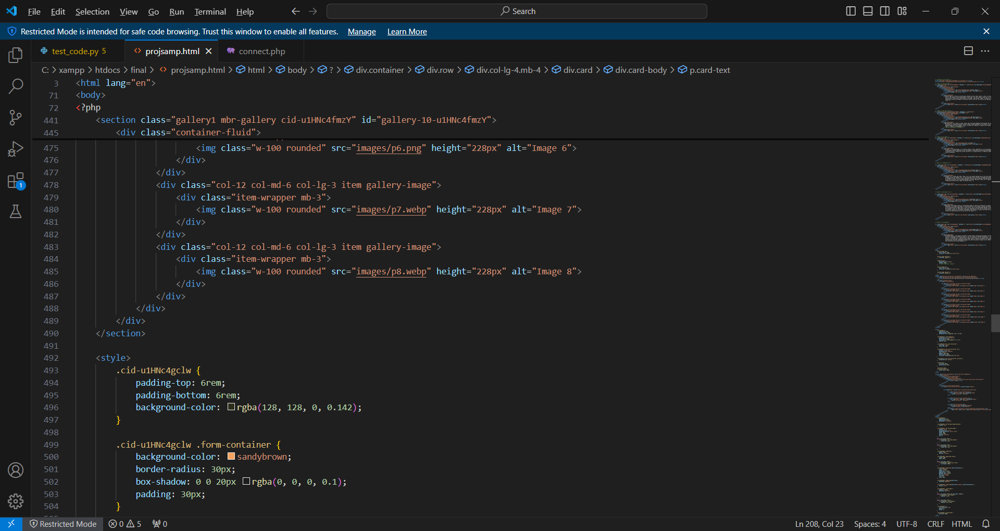 File Edit Selection View Go Run Terminal Help Search
Restricted Mode is intended for safe code browsing. Trust this window to enable all features. Manage Learn More
test_code.py 5 projsamp.html connect.php
C: > xampp > htdocs > final > projsamp.html > html > body > ? > div.container > div.row > div.col-lg-4.mb-4 > div.card > div.card-body > p.card-text
3 <html lang="en">
71 <body>
72 <?php
441 <section class="gallery1 mbr-gallery cid-u1HNc4fmzY" id="gallery-10-u1HNc4fmzY">
445 <div class="container-fluid">
475 <img class="w-100 rounded" src="images/p6.png" height="228px" alt="Image 6">
476 </div>
477 </div>
478 <div class="col-12 col-md-6 col-lg-3 item gallery-image">
479 <div class="item-wrapper mb-3">
480 <img class="w-100 rounded" src="images/p7.webp" height="228px" alt="Image 7">
481 </div>
482 </div>
483 <div class="col-12 col-md-6 col-lg-3 item gallery-image">
484 <div class="item-wrapper mb-3">
485 <img class="w-100 rounded" src="images/p8.webp" height="228px" alt="Image 8">
486 </div>
487 </div>
488 </div>
489 </div>
490 </section>
491
492 <style>
493 .cid-u1HNc4gclw {
494 padding-top: 6rem;
495 padding-bottom: 6rem;
496 background-color: rgba(128, 128, 0, 0.142);
497 }
498
499 .cid-u1HNc4gclw .form-container {
500 background-color: sandybrown;
501 border-radius: 30px;
502 box-shadow: 0 0 20px rgba(0, 0, 0, 0.1);
503 padding: 30px;
504 }
1
Restricted Mode 0 5 0 Ln 208, Col 23 Spaces: 4 UTF-8 CRLF HTML